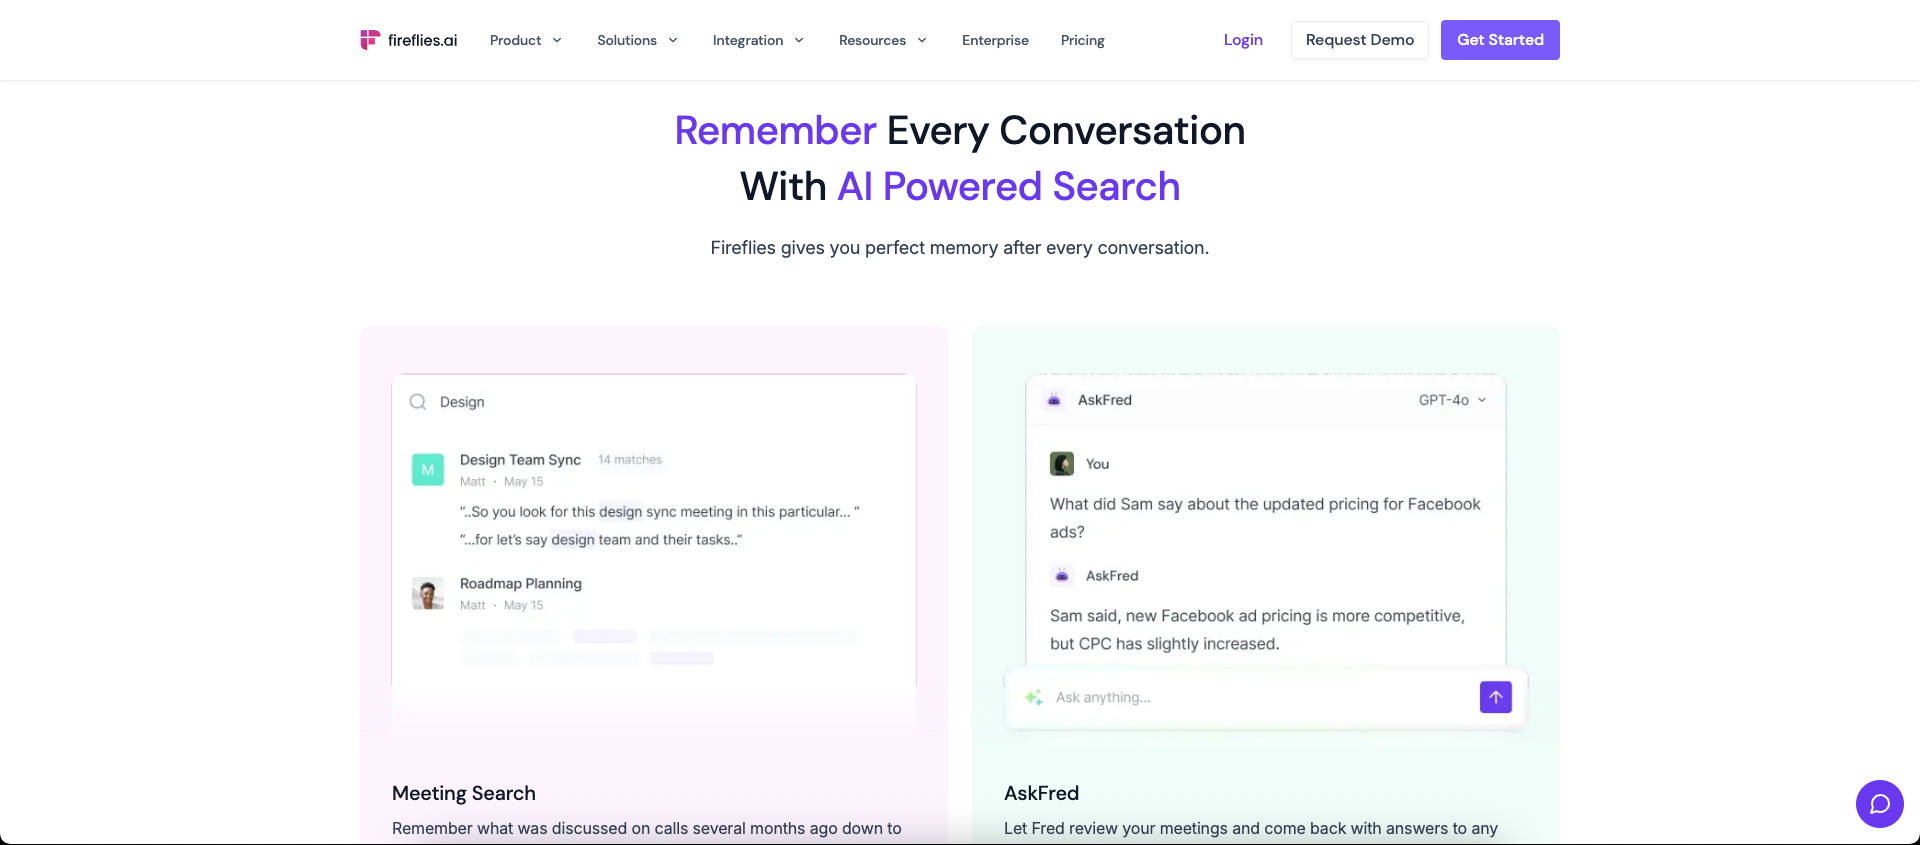 fireflies.ai
Product
Solutions
Integration
Resources
Enterprise
Pricing
Login
Request Demo
Get Started
Remember Every Conversation
With AI Powered Search
Fireflies gives you perfect memory after every conversation.
Design
M
Design Team Sync 14 matches
Matt · May 15
“..So you look for this design sync meeting in this particular... “
“...for let’s say design team and their tasks..”
Roadmap Planning
Matt · May 15
Meeting Search
Remember what was discussed on calls several months ago down to
AskFred
GPT-4o
You
What did Sam say about the updated pricing for Facebook
ads?
AskFred
Sam said, new Facebook ad pricing is more competitive,
but CPC has slightly increased.
Ask anything...
AskFred
Let Fred review your meetings and come back with answers to any